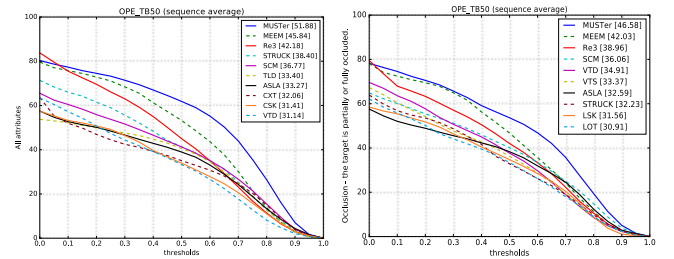 OPE_TB50 (sequence average)
100
80
60
40
20
0
0.0 0.1 0.2 0.3 0.4 0.5 0.6 0.7 0.8 0.9 1.0
thresholds
All attributes
MUSTer [51.88]
MEEM [45.84]
Re3 [42.18]
STRUCK [38.40]
SCM [36.77]
TLD [33.40]
ASLA [33.27]
CXT [32.06]
CSK [31.41]
VTD [31.14]
OPE_TB50 (sequence average)
100
80
60
40
20
0
0.0 0.1 0.2 0.3 0.4 0.5 0.6 0.7 0.8 0.9 1.0
thresholds
Occlusion - the target is partially or fully occluded.
MUSTer [46.58]
MEEM [42.03]
Re3 [38.96]
SCM [36.06]
VTD [34.91]
VTS [33.37]
ASLA [32.59]
STRUCK [32.23]
LSK [31.56]
LOT [30.91]